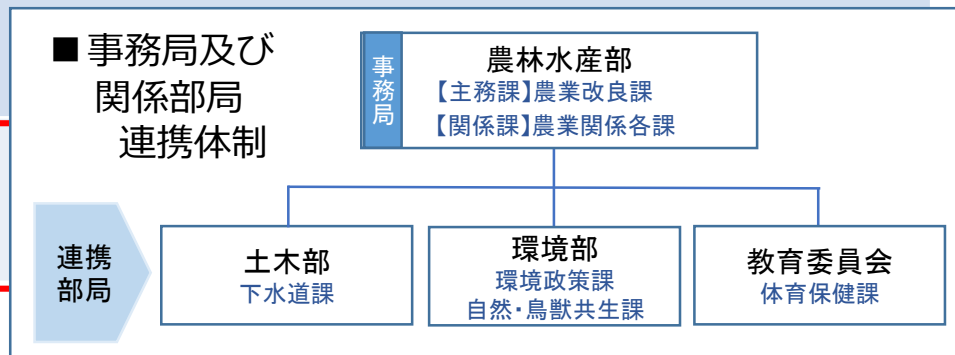 ■事務局及び
関係部局
連携体制
事務局
農林水産部
【主務課】農業改良課
【関係課】農業関係各課
連携
部局
土木部
下水道課
環境部
環境政策課
自然・鳥獣共生課
教育委員会
体育保健課